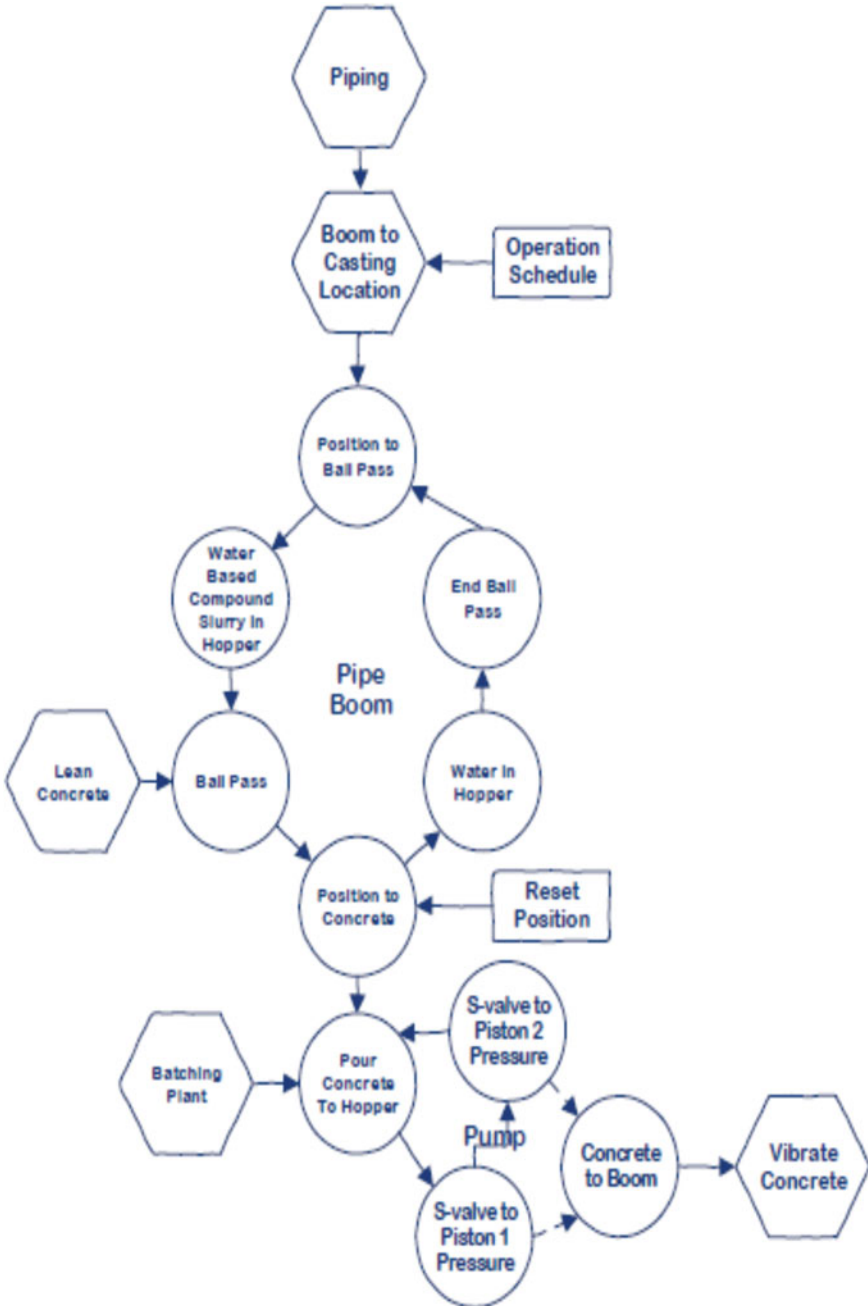 Piping
Boom to
Casting
Location
Operation
Schedule
Position to
Ball Pass
Water
Based
Compound
Slurry in
Hopper
End Ball
Pass
Pipe
Boom
Lean
Concrete
Ball Pass
Water in
Hopper
Position to
Concrete
Reset
Position
S-valve to
Piston 2
Pressure
Batching
Plant
Pour
Concrete
To Hopper
Pump
Concrete
to Boom
Vibrate
Concrete
S-valve to
Piston 1
Pressure